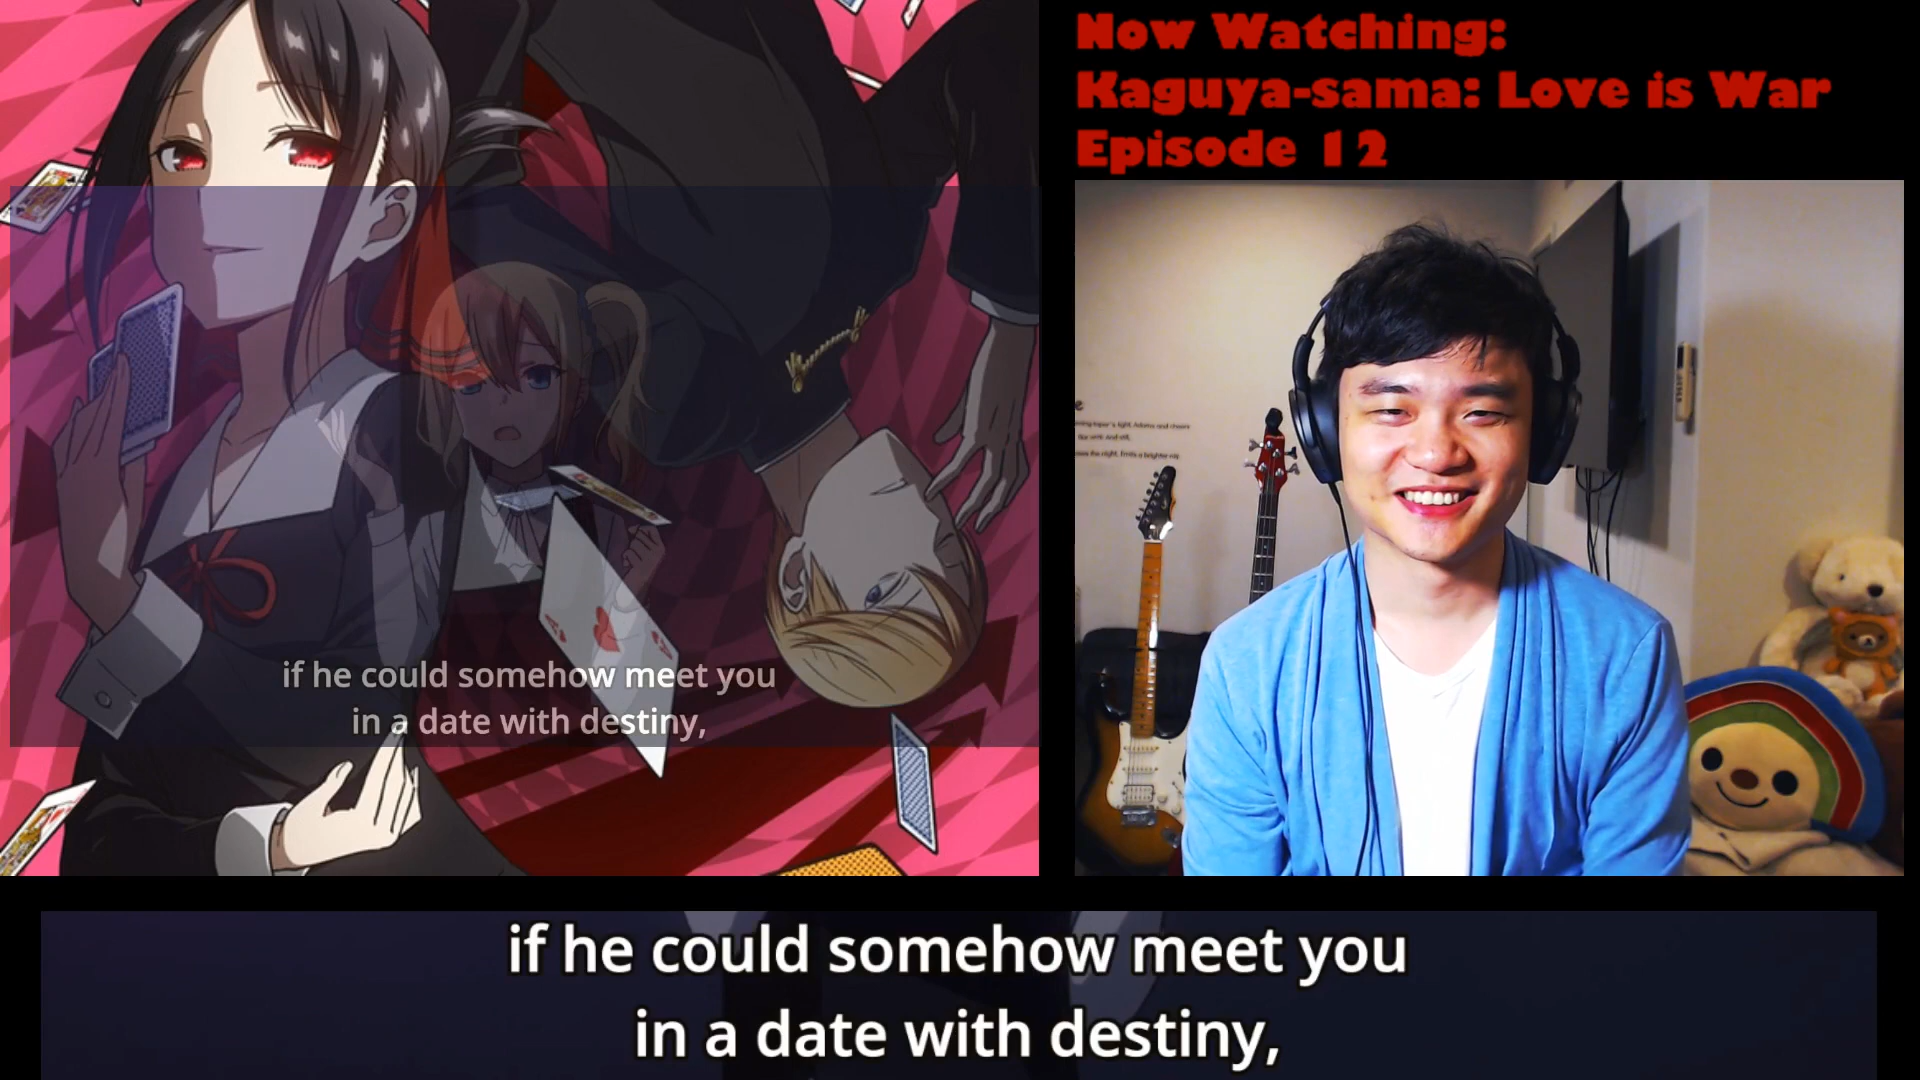 Now Watching:
Kaguya-sama: Love is War
Episode 12
if he could somehow meet you
in a date with destiny,
if he could somehow meet you
in a date with destiny,